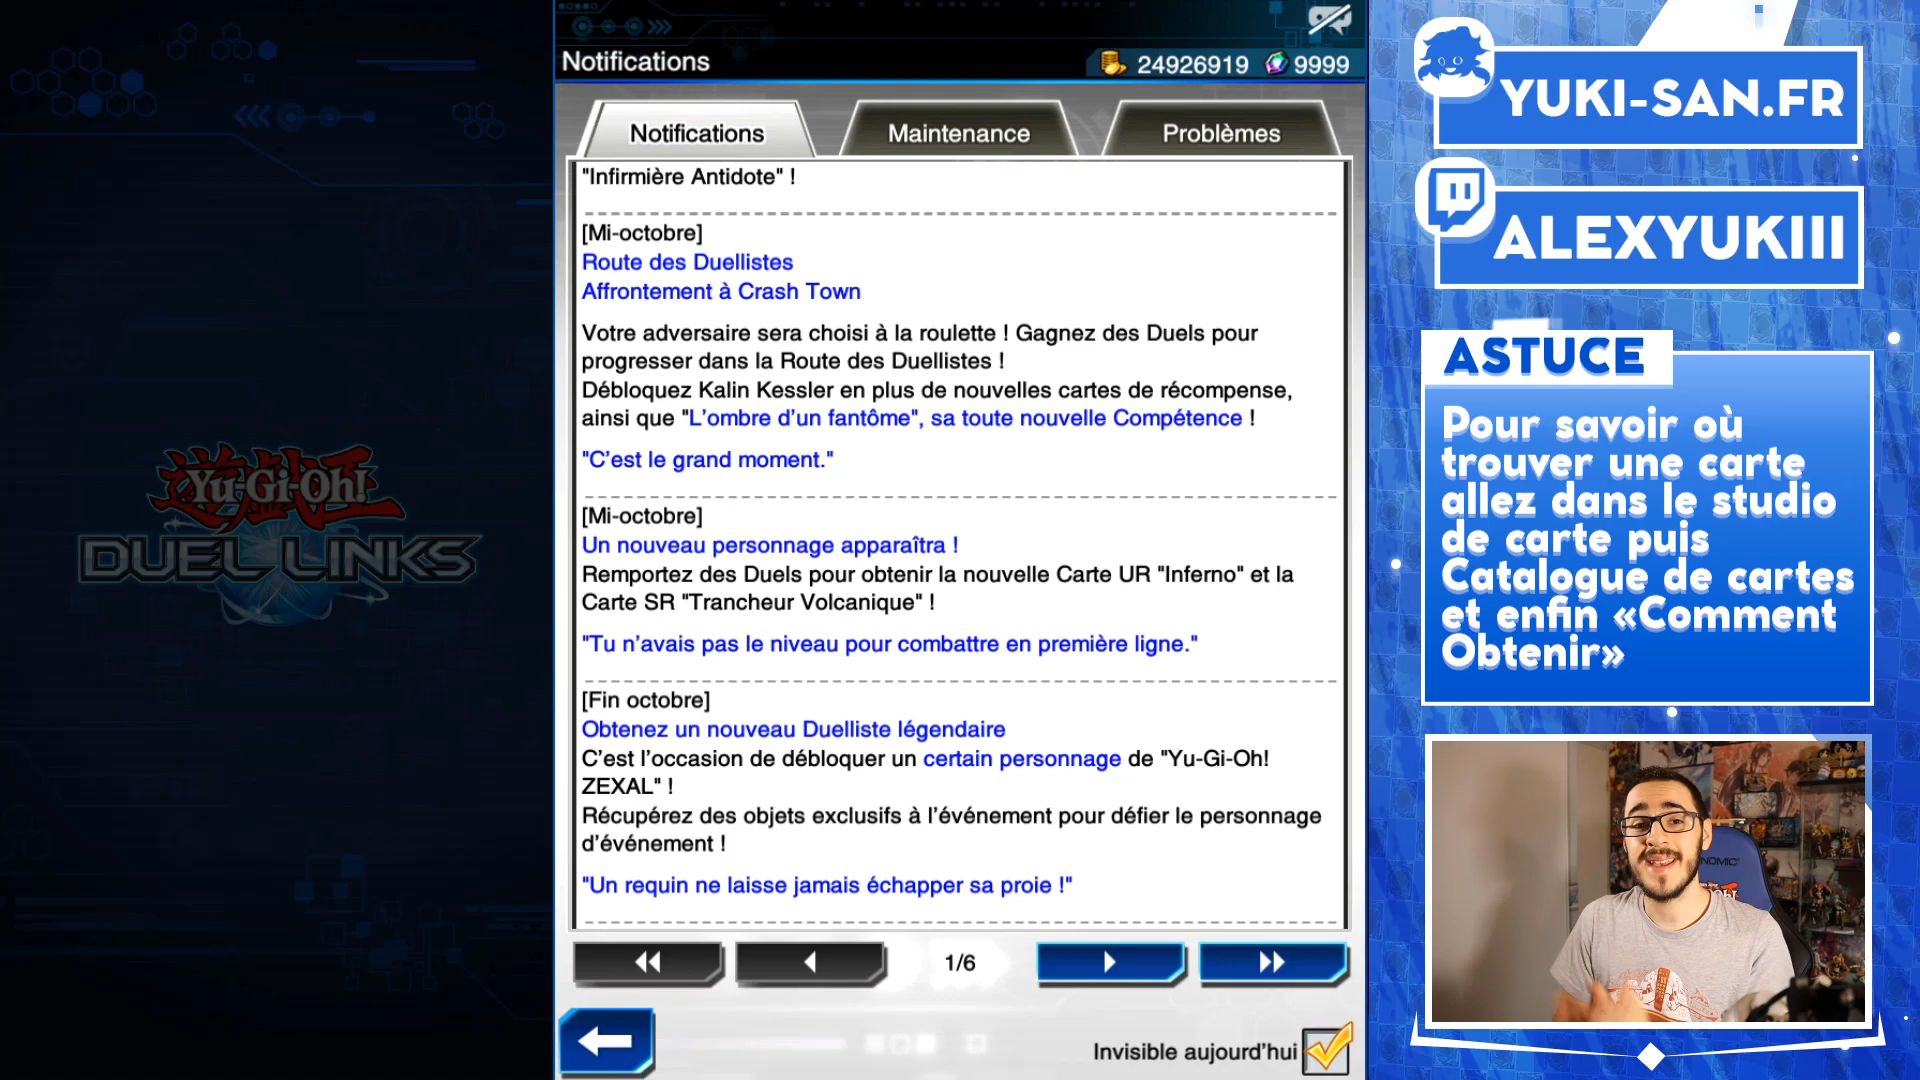 Notifications
24926919
9999
Notifications
Maintenance
Problèmes
"Infirmière Antidote" !
[Mi-octobre]
Route des Duellistes
Affrontement à Crash Town
Votre adversaire sera choisi à la roulette ! Gagnez des Duels pour
progresser dans la Route des Duellistes !
Débloquez Kalin Kessler en plus de nouvelles cartes de récompense,
ainsi que "L’ombre d’un fantôme", sa toute nouvelle Compétence !
"C’est le grand moment."
[Mi-octobre]
Un nouveau personnage apparaîtra !
Remportez des Duels pour obtenir la nouvelle Carte UR "Inferno" et la
Carte SR "Trancheur Volcanique" !
"Tu n’avais pas le niveau pour combattre en première ligne."
[Fin octobre]
Obtenez un nouveau Duelliste légendaire
C’est l’occasion de débloquer un certain personnage de "Yu-Gi-Oh!
ZEXAL" !
Récupérez des objets exclusifs à l’événement pour défier le personnage
d’événement !
"Un requin ne laisse jamais échapper sa proie !"
1/6
Invisible aujourd’hui
遊戯王
Yu-Gi-Oh!
DUEL LINKS
YUKI-SAN.FR
ALEXYUKIII
ASTUCE
Pour savoir où
trouver une carte
allez dans le studio
de carte puis
Catalogue de cartes
et enfin «Comment
Obtenir»